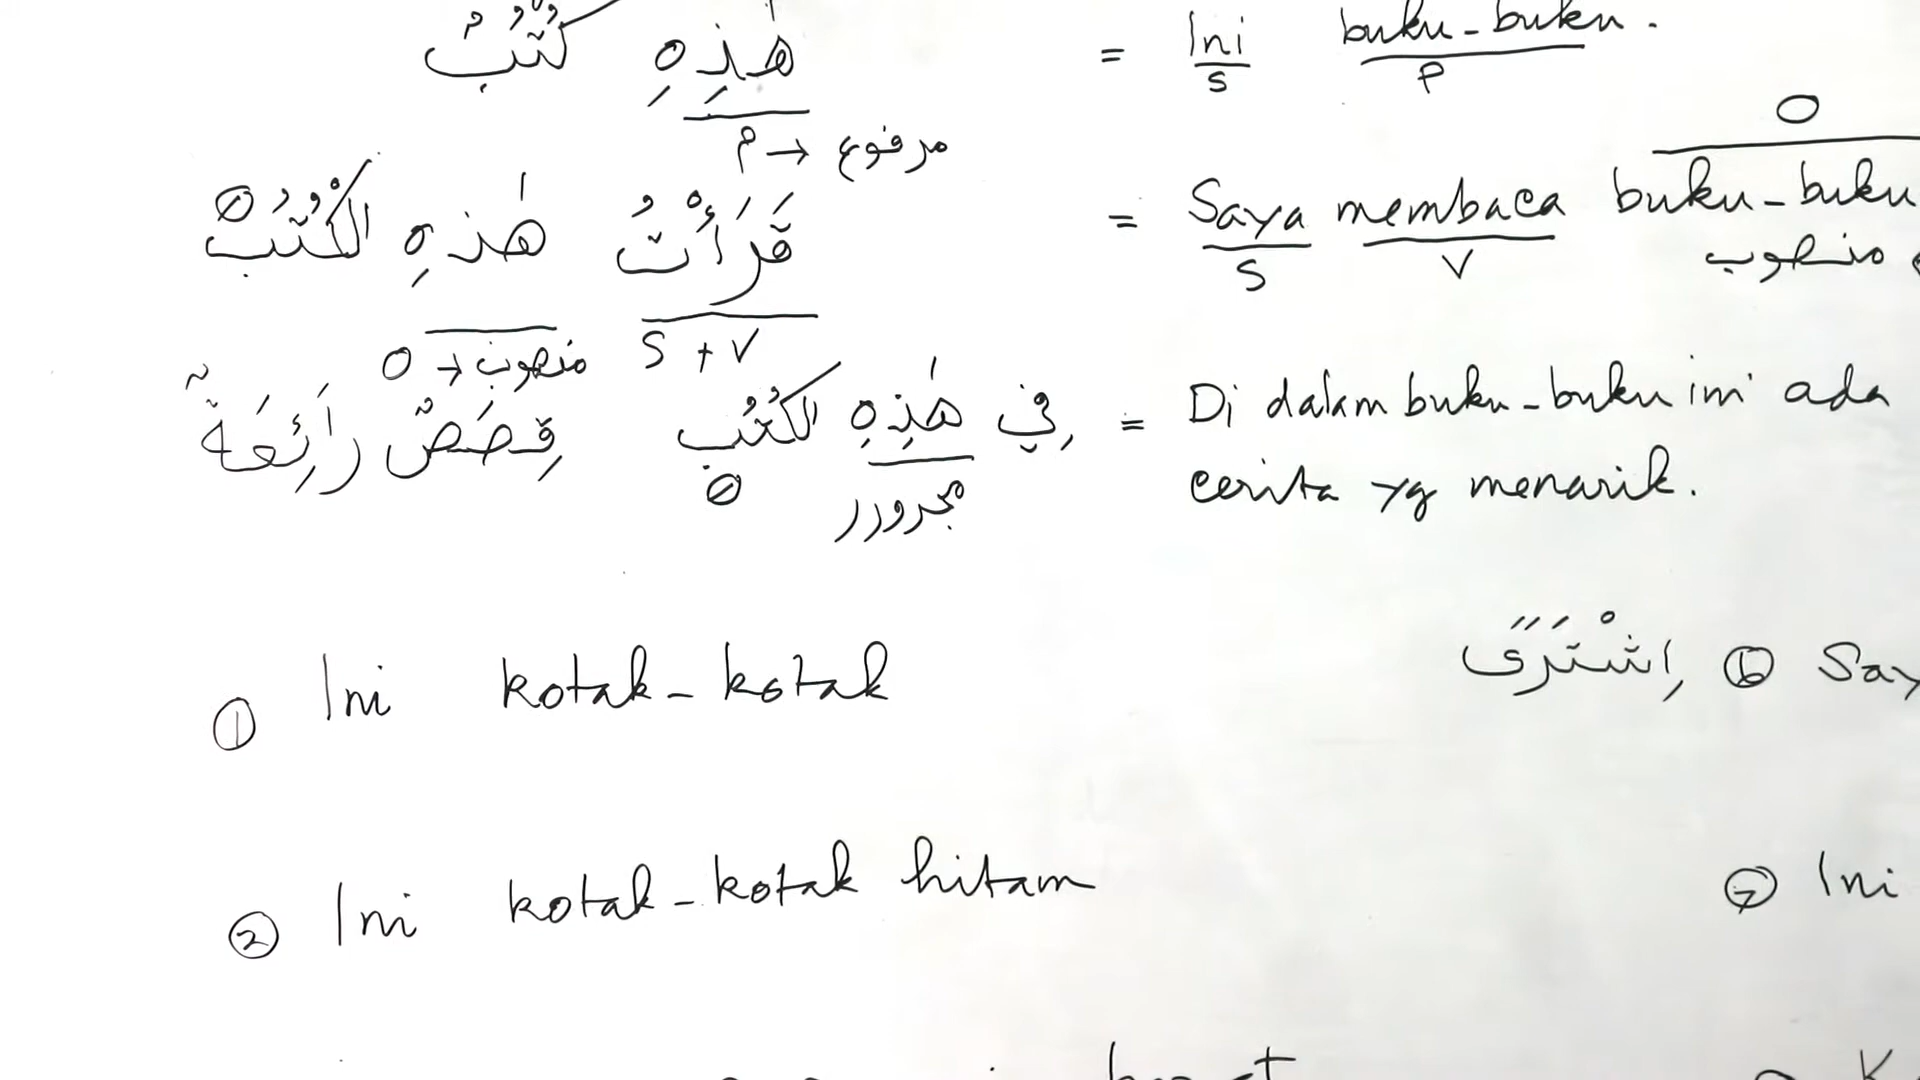 هٰذِهِ كُتُبٌ = Ini buku-buku.
S P
م ← مرفوع
O
قَرَأْتُ هٰذِهِ الْكُتُبَ = Saya membaca buku-buku
S V منصوب
S + V منصوب → O
فِي هٰذِهِ الْكُتُبِ قِصَصٌ رَائِعَةٌ = Di dalam buku-buku ini ada
مجرور cerita yg menarik.
① Ini kotak-kotak
اِشْتَرَى ⑥
② Ini kotak-kotak hitam
⑦ Ini